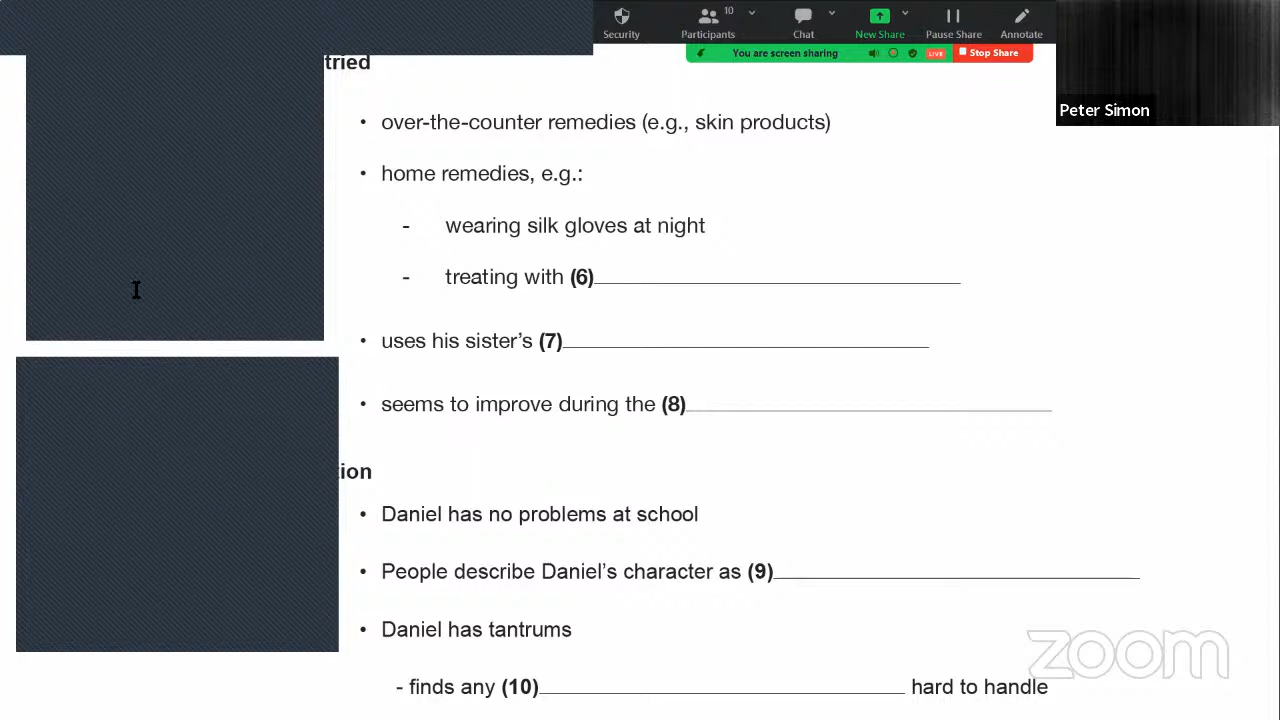 10
Security
Participants
Chat
New Share
Pause Share
Annotate
You are screen sharing
LIVE
Stop Share
Peter Simon
tried
• over-the-counter remedies (e.g., skin products)
• home remedies, e.g.:
- wearing silk gloves at night
- treating with (6)
• uses his sister’s (7)
• seems to improve during the (8)
tion
• Daniel has no problems at school
• People describe Daniel’s character as (9)
• Daniel has tantrums
zoom
- finds any (10) hard to handle